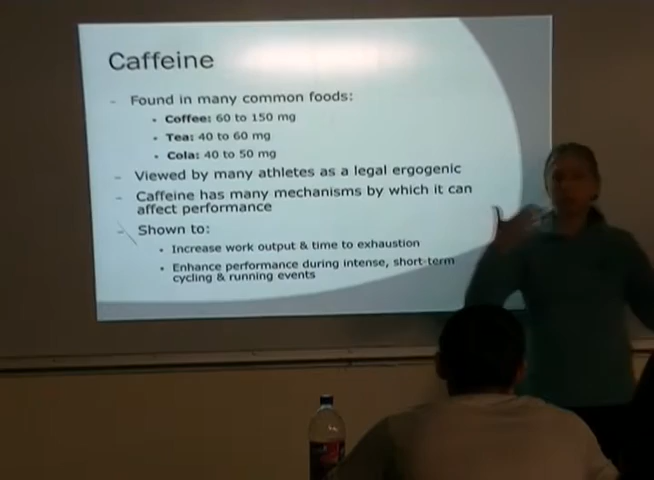 Caffeine
- Found in many common foods:
• Coffee: 60 to 150 mg
• Tea: 40 to 60 mg
• Cola: 40 to 50 mg
- Viewed by many athletes as a legal ergogenic
- Caffeine has many mechanisms by which it can
affect performance
- Shown to:
• Increase work output & time to exhaustion
• Enhance performance during intense, short-term
cycling & running events